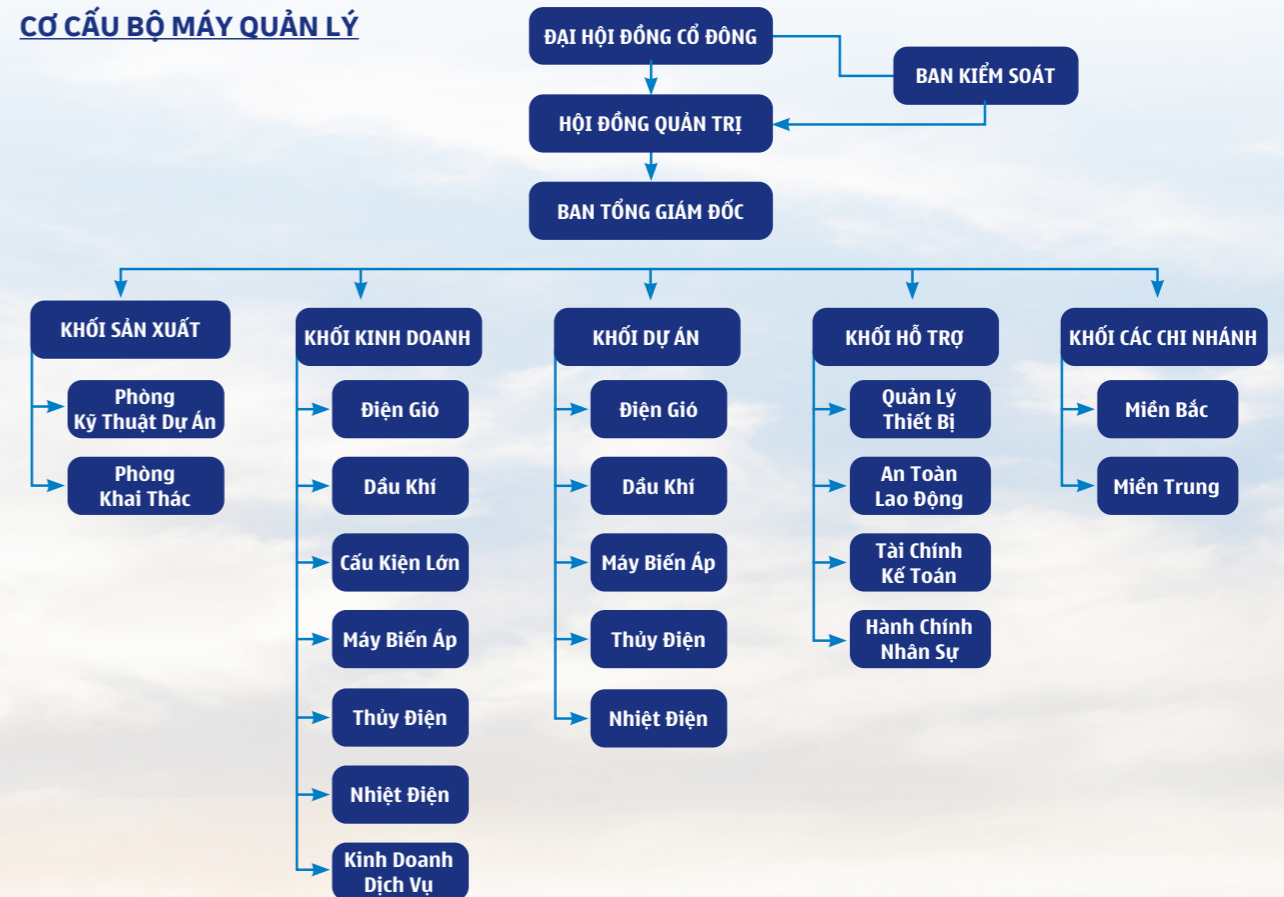 CƠ CẤU BỘ MÁY QUẢN LÝ
ĐẠI HỘI ĐỒNG CỔ ĐÔNG
BAN KIỂM SOÁT
HỘI ĐỒNG QUẢN TRỊ
BAN TỔNG GIÁM ĐỐC
KHỐI SẢN XUẤT
Phòng
Kỹ Thuật Dự Án
Phòng
Khai Thác
KHỐI KINH DOANH
Điện Gió
Dầu Khí
Cấu Kiện Lớn
Máy Biến Áp
Thủy Điện
Nhiệt Điện
Kinh Doanh
Dịch Vụ
KHỐI DỰ ÁN
Điện Gió
Dầu Khí
Máy Biến Áp
Thủy Điện
Nhiệt Điện
KHỐI HỖ TRỢ
Quản Lý
Thiết Bị
An Toàn
Lao Động
Tài Chính
Kế Toán
Hành Chính
Nhân Sự
KHỐI CÁC CHI NHÁNH
Miền Bắc
Miền Trung